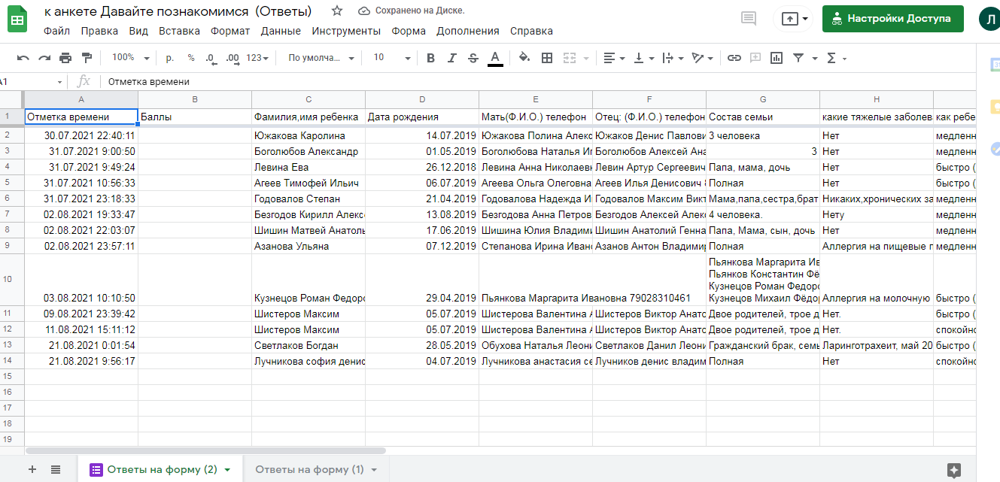 к анкете Давайте познакомимся (Ответы) Сохранено на Диске.
Файл Правка Вид Вставка Формат Данные Инструменты Форма Дополнения Справка
Настройки Доступа Л
100% р. % .0 .00 123 По умолча... 10 B I S A Σ
A1 fx Отметка времени
A B C D E F G H
1 Отметка времени Баллы Фамилия,имя ребенка Дата рождения Мать(Ф.И.О.) телефон Отец: (Ф.И.О.) телефон Состав семьи какие тяжелые заболева как ребе
2 30.07.2021 22:40:11 Южакова Каролина 14.07.2019 Южакова Полина Алекс Южаков Денис Павлови 3 человека Нет медленн
3 31.07.2021 9:00:50 Боголюбов Александр 01.05.2019 Боголюбова Наталья Иг Боголюбов Алексей Ана 3 Нет медленн
4 31.07.2021 9:49:24 Левина Ева 26.12.2018 Левина Анна Николаевн Левин Артур Сергеевич Папа, мама, дочь Нет быстро (
5 31.07.2021 10:56:33 Агеев Тимофей Ильич 06.07.2019 Агеева Ольга Олеговна Агеев Илья Денисович Полная Нет быстро (
6 31.07.2021 23:18:33 Годовалов Степан 21.04.2019 Годовалова Надежда И Годовалов Максим Викт Мама,папа,сестра,брат Никаких,хронических за медленн
7 02.08.2021 19:33:47 Безгодов Кирилл Алекс 13.08.2019 Безгодова Анна Петров Безгодов Алексей Алек 4 человека. Нету медленн
8 02.08.2021 22:03:07 Шишин Матвей Анатоль 17.06.2019 Шишина Юлия Владими Шишин Анатолий Генна Папа, Мама, сын, дочь Нет медленн
9 02.08.2021 23:57:11 Азанова Ульяна 07.12.2019 Степанова Ирина Иван Азанов Антон Владимир Полная Аллергия на пищевые п медленн
Пьянкова Маргарита Ив
Пьянков Константин Фё
Кузнецов Роман Федоро
10 03.08.2021 10:10:50 Кузнецов Роман Федоро 29.04.2019 Пьянкова Маргарита Ивановна 79028310461 Кузнецов Михаил Фёдор Аллергия на молочную быстро (
11 09.08.2021 23:39:42 Шистеров Максим 05.07.2019 Шистерова Валентина А Шистеров Виктор Анато Двое родителей, трое д Нет. быстро (
12 11.08.2021 15:11:12 Шистеров Максим 05.07.2019 Шистерова Валентина А Шистеров Виктор Анато Двое родителей, трое д Нет. спокойно
13 21.08.2021 0:01:54 Светлаков Богдан 28.05.2019 Обухова Наталья Леони Светлаков Данил Леони Гражданский брак, семь Ларинготрахеит, май 20 быстро (
14 21.08.2021 9:56:17 Лучникова софия денис 04.07.2019 Лучникова анастасия се Лучников денис владим Полная Нет спокойно
15
16
17
18
19
Ответы на форму (2) Ответы на форму (1)